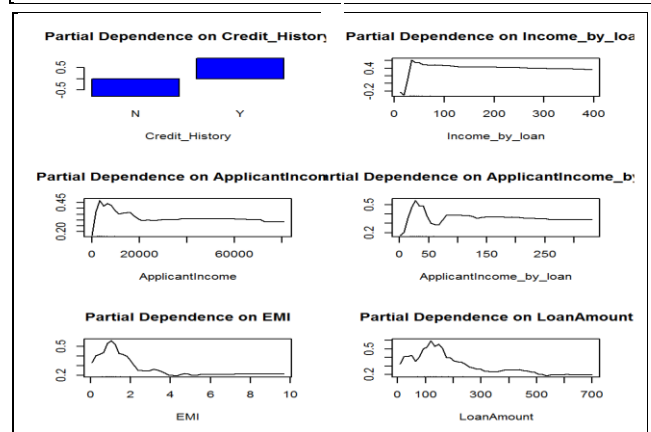 Partial Dependence on Credit_History
0.5
-0.5
N Y
Credit_History
Partial Dependence on Income_by_loa
0.4
-0.2
0 100 200 300 400
Income_by_loan
Partial Dependence on ApplicantIncom
0.45
0.20
0 20000 60000
ApplicantIncome
artial Dependence on ApplicantIncome_by
0.5
0.2
0 50 150 250
ApplicantIncome_by_loan
Partial Dependence on EMI
0.5
0.2
0 2 4 6 8 10
EMI
Partial Dependence on LoanAmount
0.5
0.2
0 100 300 500 700
LoanAmount